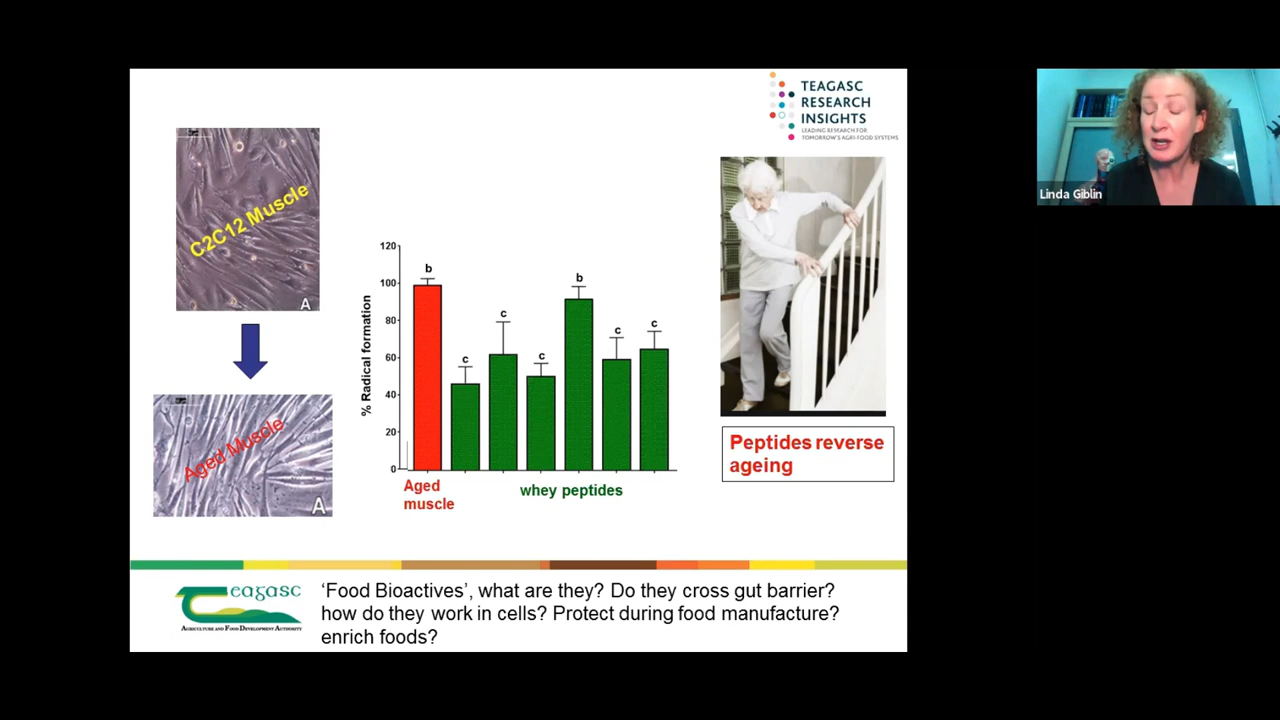 TEAGASC
RESEARCH
INSIGHTS
LEADING RESEARCH FOR
TOMORROW'S AGRI-FOOD SYSTEMS
Linda Giblin
C2C12 Muscle
A
Aged Muscle
A
% Radical formation
120
100
80
60
40
20
0
b
c
c
c
b
c
c
Aged
muscle
whey peptides
Peptides reverse
ageing
Teagasc
AGRICULTURE AND FOOD DEVELOPMENT AUTHORITY
‘Food Bioactives’, what are they? Do they cross gut barrier?
how do they work in cells? Protect during food manufacture?
enrich foods?